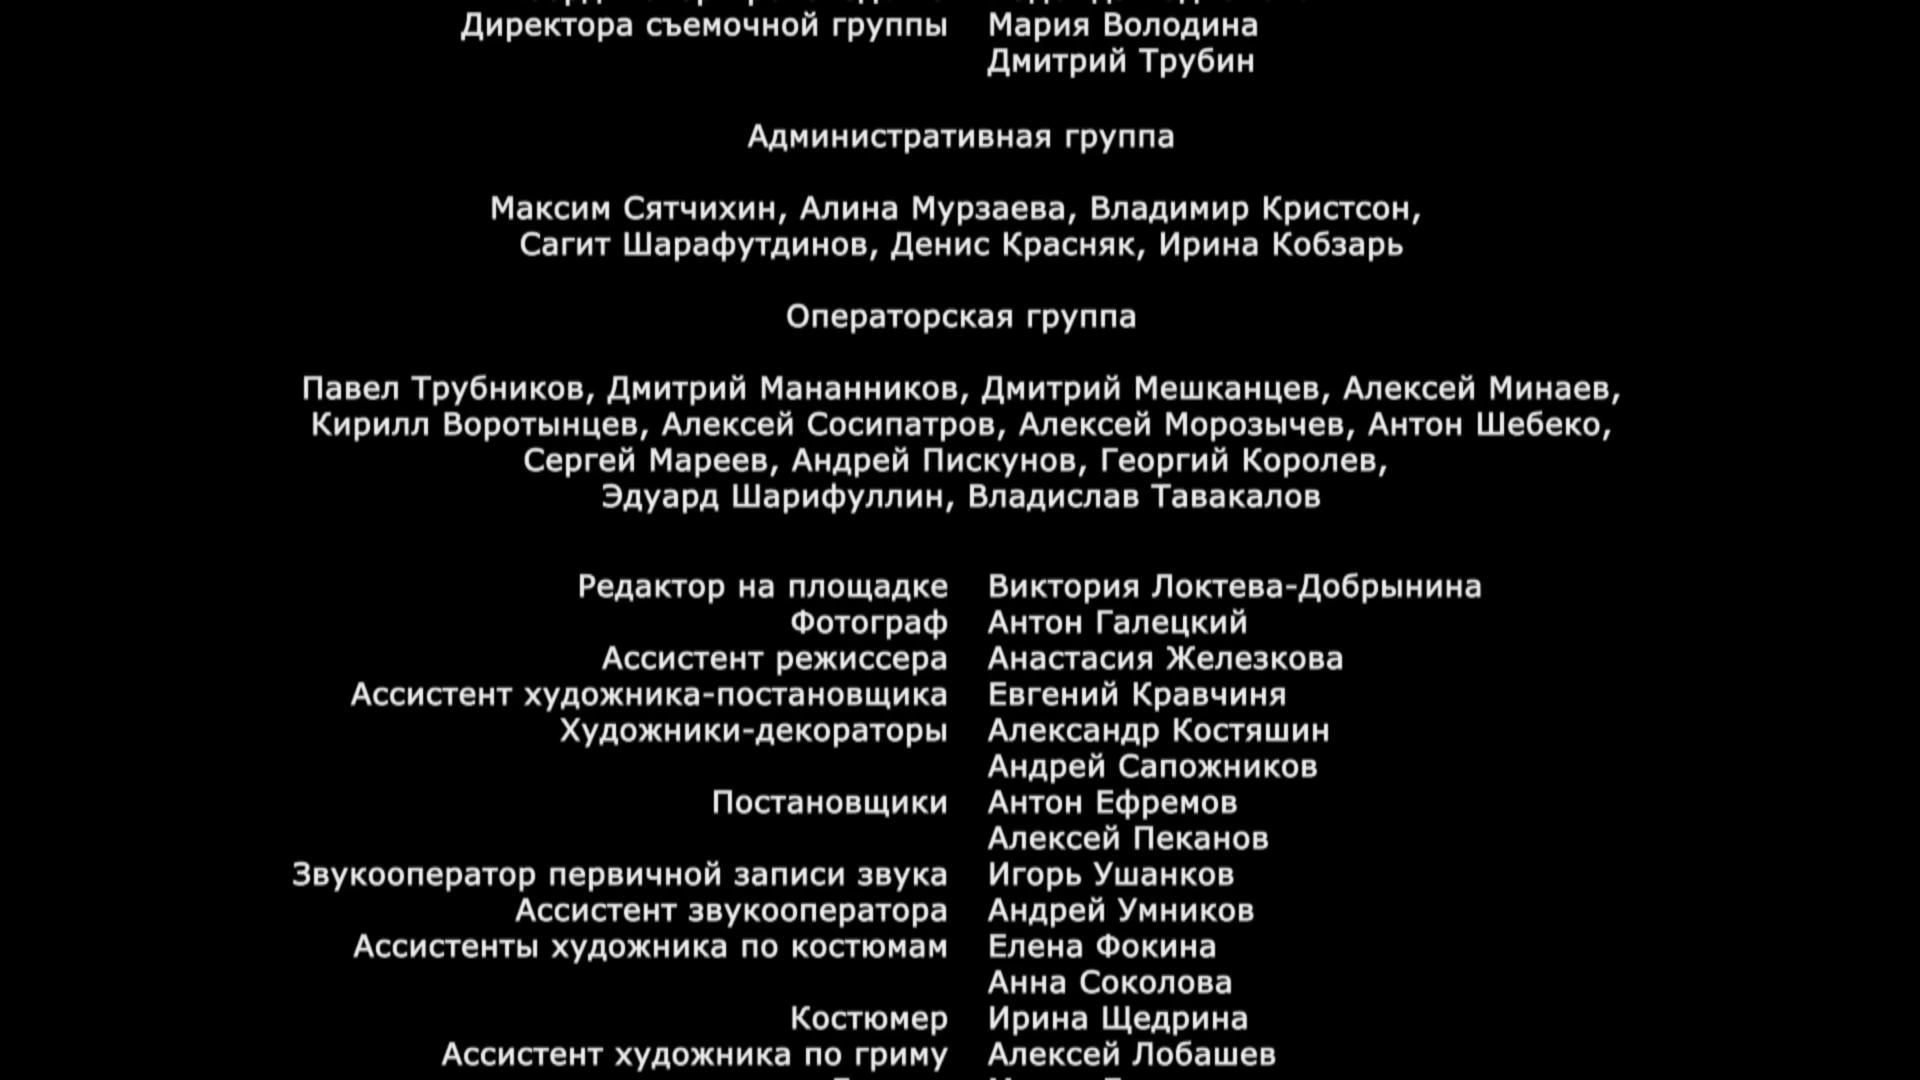 Директора съемочной группы Мария Володина
Дмитрий Трубин
Административная группа
Максим Сятчихин, Алина Мурзаева, Владимир Кристсон,
Сагит Шарафутдинов, Денис Красняк, Ирина Кобзарь
Операторская группа
Павел Трубников, Дмитрий Мананников, Дмитрий Мешканцев, Алексей Минаев,
Кирилл Воротынцев, Алексей Сосипатров, Алексей Морозычев, Антон Шебеко,
Сергей Мареев, Андрей Пискунов, Георгий Королев,
Эдуард Шарифуллин, Владислав Тавакалов
Редактор на площадке Виктория Локтева-Добрынина
Фотограф Антон Галецкий
Ассистент режиссера Анастасия Железкова
Ассистент художника-постановщика Евгений Кравчиня
Художники-декораторы Александр Костяшин
Андрей Сапожников
Постановщики Антон Ефремов
Алексей Пеканов
Звукооператор первичной записи звука Игорь Ушанков
Ассистент звукооператора Андрей Умников
Ассистенты художника по костюмам Елена Фокина
Анна Соколова
Костюмер Ирина Щедрина
Ассистент художника по гриму Алексей Лобашев